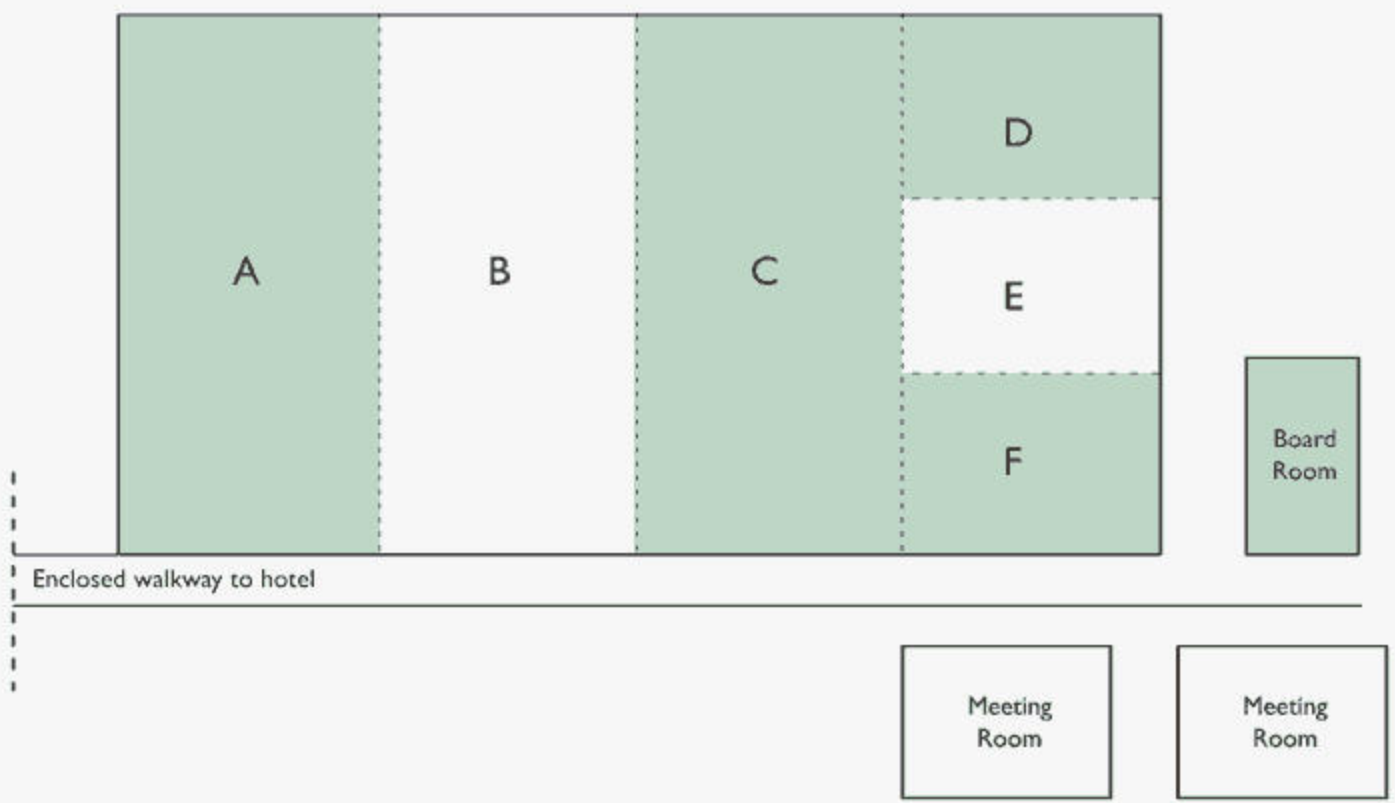 D
A
B
C
E
F
Board
Room
Enclosed walkway to hotel
Meeting
Room
Meeting
Room